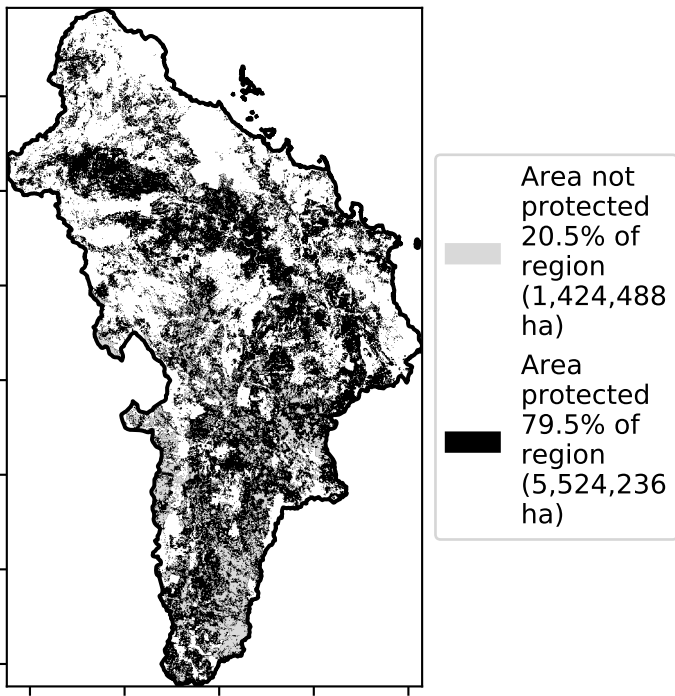 Area not
protected
20.5% of
region
(1,424,488
ha)
Area
protected
79.5% of
region
(5,524,236
ha)